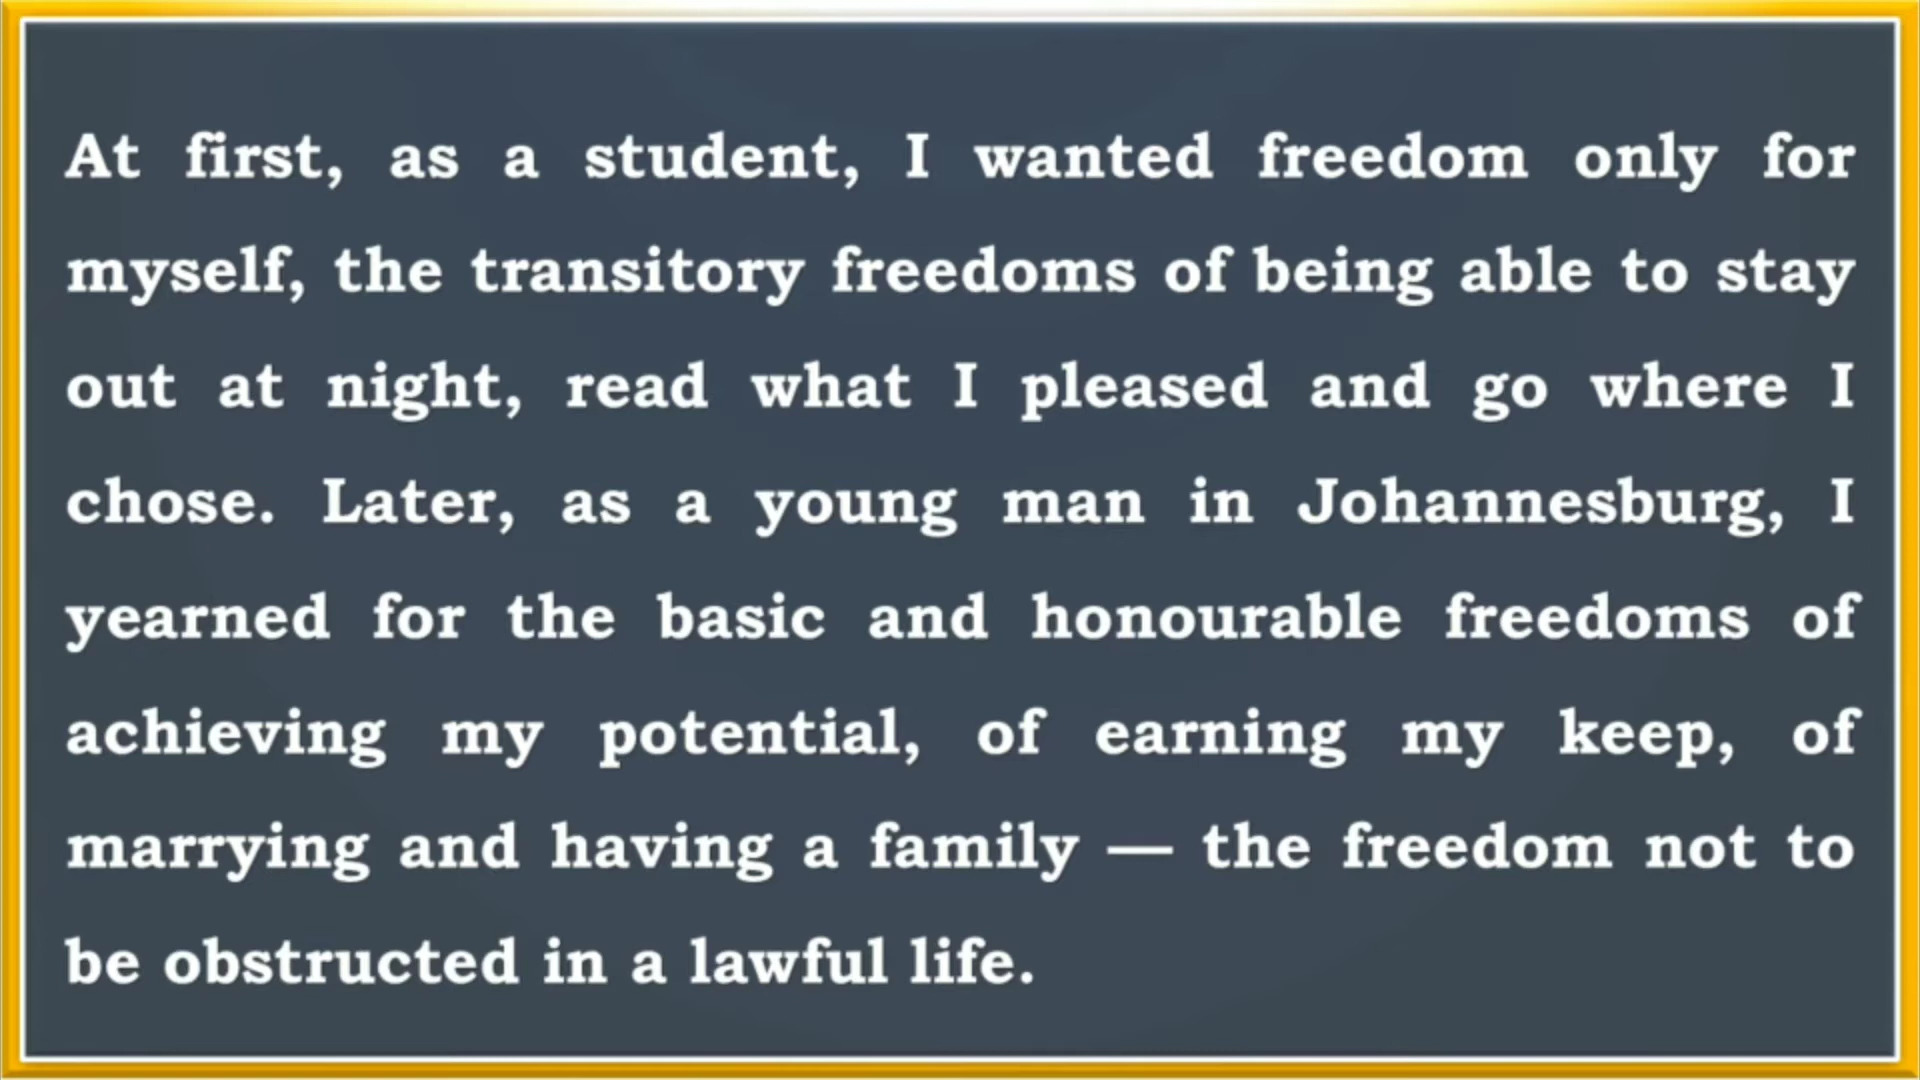 At first, as a student, I wanted freedom only for
myself, the transitory freedoms of being able to stay
out at night, read what I pleased and go where I
chose. Later, as a young man in Johannesburg, I
yearned for the basic and honourable freedoms of
achieving my potential, of earning my keep, of
marrying and having a family — the freedom not to
be obstructed in a lawful life.